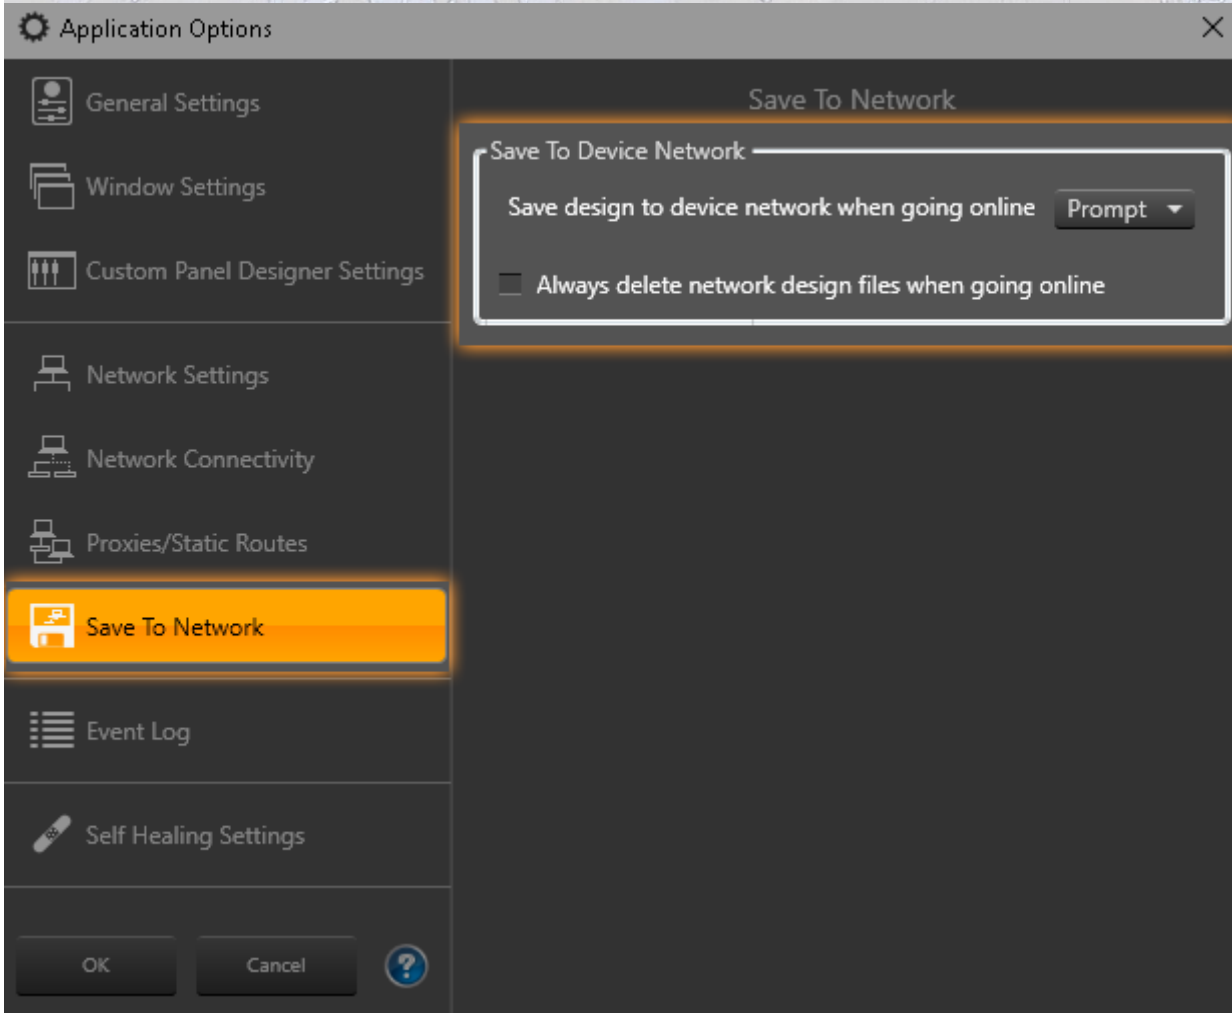 Application Options
General Settings
Window Settings
Custom Panel Designer Settings
Network Settings
Network Connectivity
Proxies/Static Routes
Save To Network
Event Log
Self Healing Settings
OK
Cancel
?
Save To Network
Save To Device Network
Save design to device network when going online
Prompt
Always delete network design files when going online